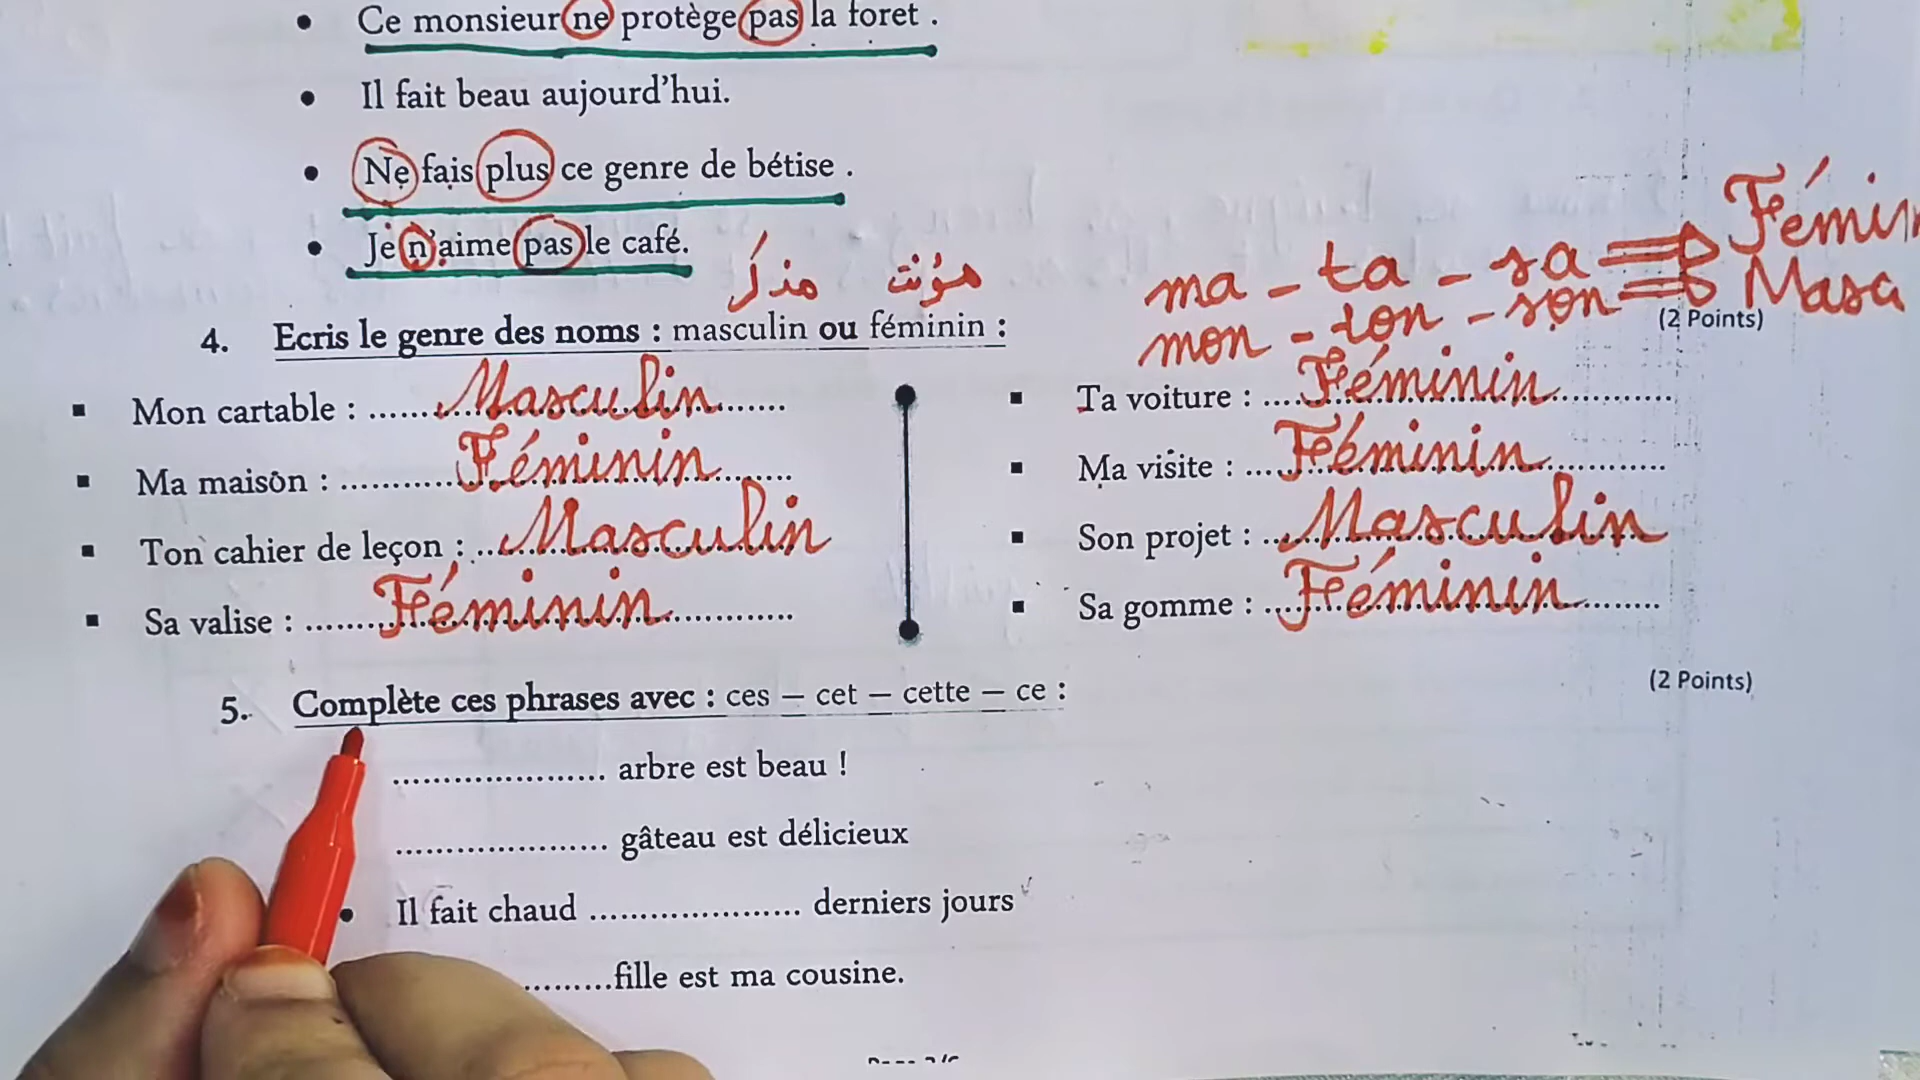 • Ce monsieur ne protège pas la foret .
• Il fait beau aujourd’hui.
• Ne fais plus ce genre de bétise .
• Je n’aime pas le café.
مذكر مؤنث
ma - ta - sa ⇒ Fémin
mon - ton - son ⇒ Masc
4. Ecris le genre des noms : masculin ou féminin : (2 Points)
▪ Mon cartable : ...... Masculin ......
▪ Ma maison : ............ Féminin ......
▪ Ton cahier de leçon : ... Masculin
▪ Sa valise : ........ Féminin ............
▪ Ta voiture : .... Féminin ............
▪ Ma visite : .... Féminin ............
▪ Son projet : .. Masculin
▪ Sa gomme : .... Féminin ........
5. Complète ces phrases avec : ces – cet – cette – ce : (2 Points)
..................... arbre est beau !
..................... gâteau est délicieux
• Il fait chaud ..................... derniers jours
.........fille est ma cousine.